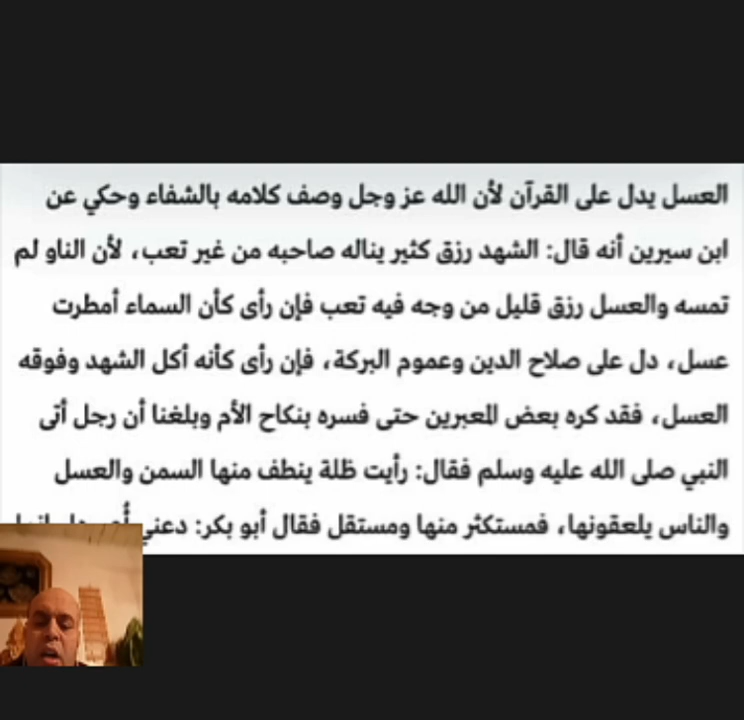 العسل يدل على القرآن لأن الله عز وجل وصف كلامه بالشفاء وحكي عن
ابن سيرين أنه قال: الشهد رزق كثير يناله صاحبه من غير تعب، لأن الناو لم
تمسه والعسل رزق قليل من وجه فيه تعب فإن رأى كأن السماء أمطرت
عسل، دل على صلاح الدين وعموم البركة، فإن رأى كأنه أكل الشهد وفوقه
العسل، فقد كره بعض المعبرين حتى فسره بنكاح الأم وبلغنا أن رجل أتى
النبي صلى الله عليه وسلم فقال: رأيت ظلة ينطف منها السمن والعسل
والناس يلعقونها، فمستكثر منها ومستقل فقال أبو بكر: دعني